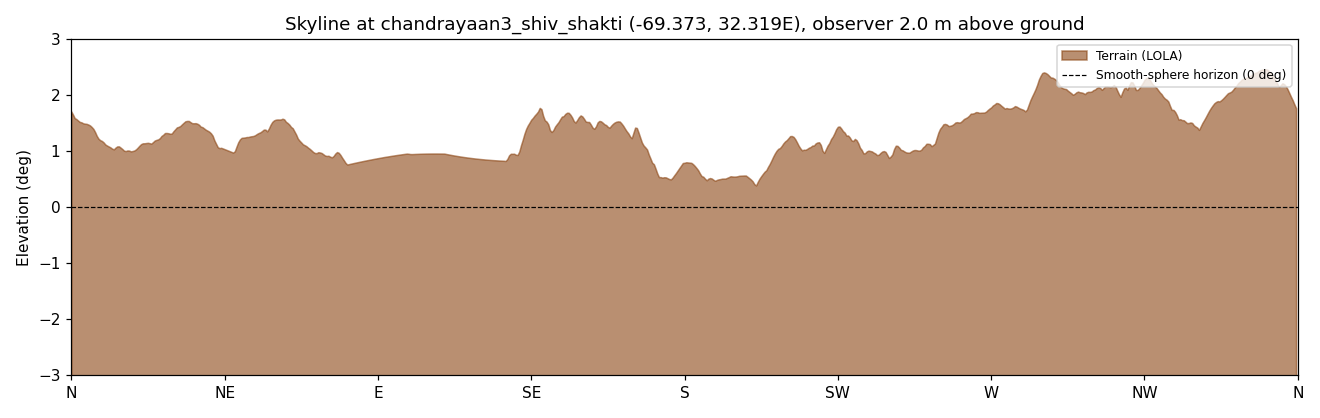 Skyline at chandrayaan3_shiv_shakti (-69.373, 32.319E), observer 2.0 m above ground
Terrain (LOLA)
Smooth-sphere horizon (0 deg)
Elevation (deg)
3
2
1
0
−1
−2
−3
N
NE
E
SE
S
SW
W
NW
N